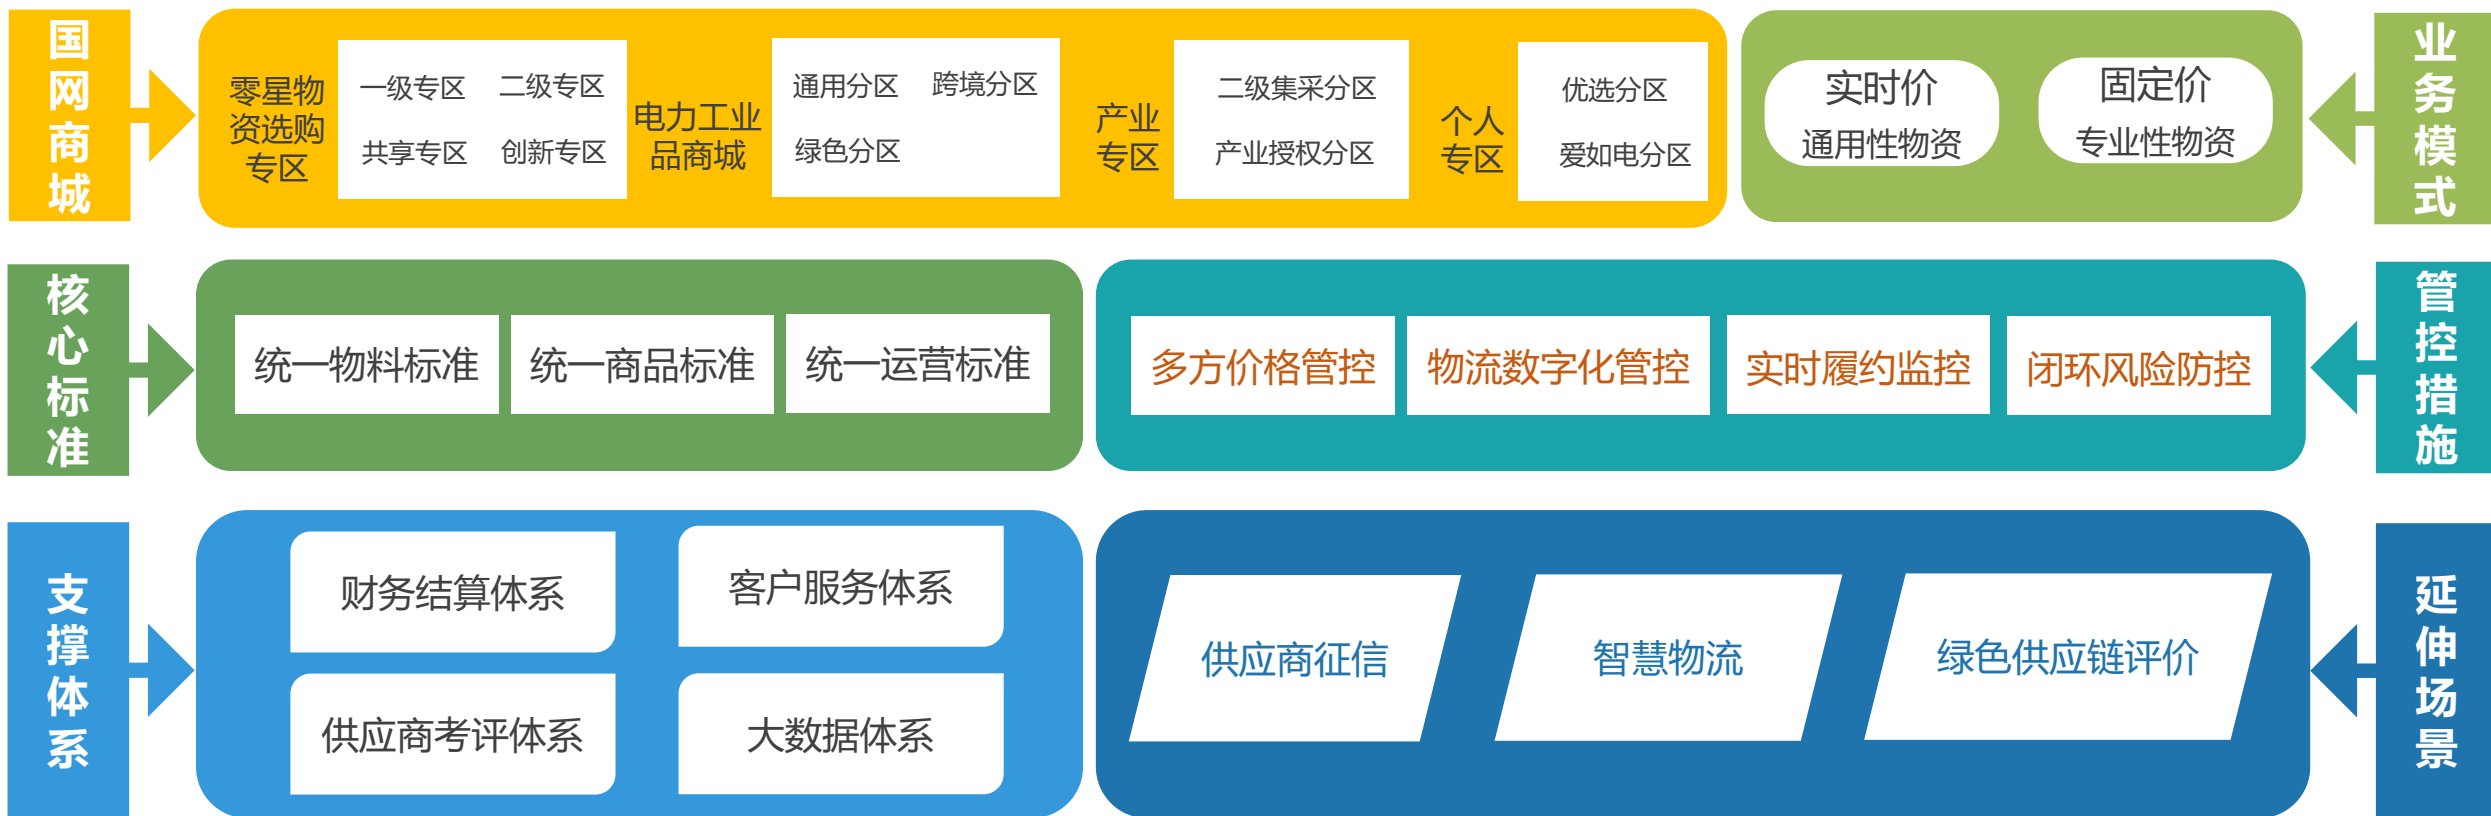 国网商城
零星物
资选购
专区
一级专区 二级专区
共享专区 创新专区
电力工业
品商城
通用分区 跨境分区
绿色分区
产业
专区
二级集采分区
产业授权分区
个人
专区
优选分区
爱如电分区
实时价
通用性物资
固定价
专业性物资
业务模式
核心标准
统一物料标准
统一商品标准
统一运营标准
多方价格管控
物流数字化管控
实时履约监控
闭环风险防控
管控措施
支撑体系
财务结算体系
客户服务体系
供应商考评体系
大数据体系
供应商征信
智慧物流
绿色供应链评价
延伸场景